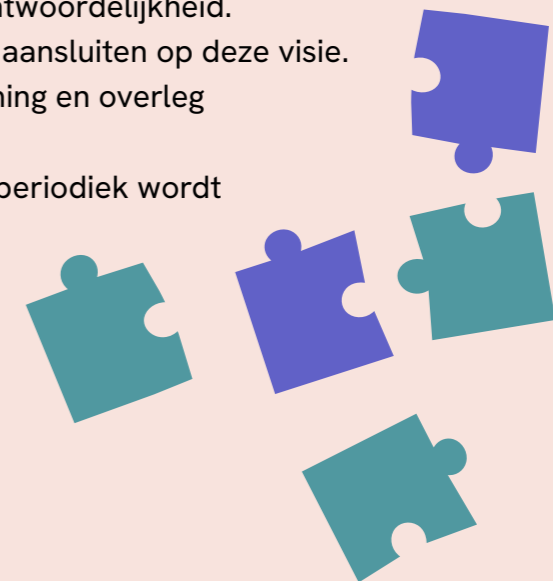 twoordelijkheid.
aansluiten op deze visie.
ning en overleg
periodiek wordt